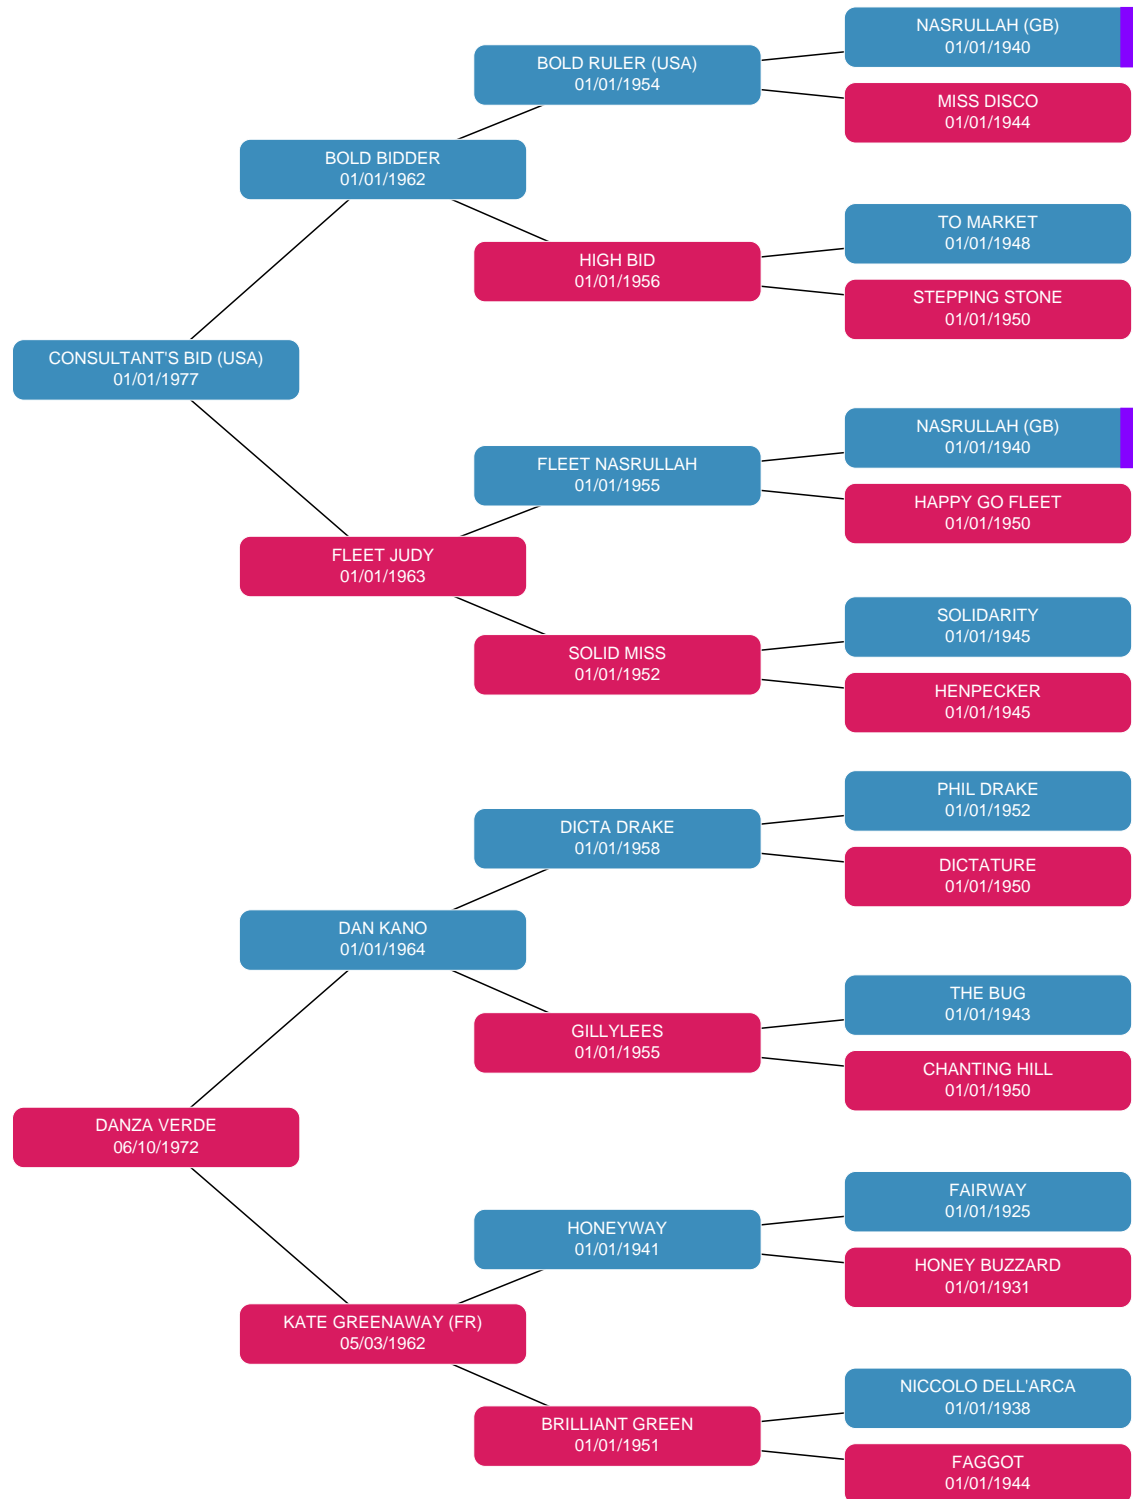 NASRULLAH (GB)
01/01/1940
BOLD RULER (USA)
01/01/1954
MISS DISCO
01/01/1944
BOLD BIDDER
01/01/1962
TO MARKET
01/01/1948
HIGH BID
01/01/1956
STEPPING STONE
01/01/1950
CONSULTANT'S BID (USA)
01/01/1977
NASRULLAH (GB)
01/01/1940
FLEET NASRULLAH
01/01/1955
HAPPY GO FLEET
01/01/1950
FLEET JUDY
01/01/1963
SOLIDARITY
01/01/1945
SOLID MISS
01/01/1952
HENPECKER
01/01/1945
PHIL DRAKE
01/01/1952
DICTA DRAKE
01/01/1958
DICTATURE
01/01/1950
DAN KANO
01/01/1964
THE BUG
01/01/1943
GILLYLEES
01/01/1955
CHANTING HILL
01/01/1950
DANZA VERDE
06/10/1972
FAIRWAY
01/01/1925
HONEYWAY
01/01/1941
HONEY BUZZARD
01/01/1931
KATE GREENAWAY (FR)
05/03/1962
NICCOLO DELL'ARCA
01/01/1938
BRILLIANT GREEN
01/01/1951
FAGGOT
01/01/1944